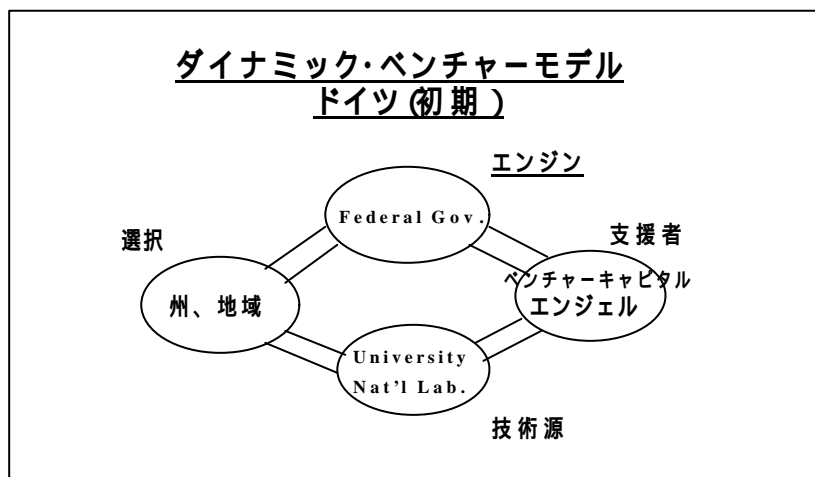 ダイナミック・ベンチャーモデル
ドイツ(初期)
エンジン
Federal Gov.
選択
支援者
州、地域
ベンチャーキャピタル
エンジェル
University
Nat'l Lab.
技術源